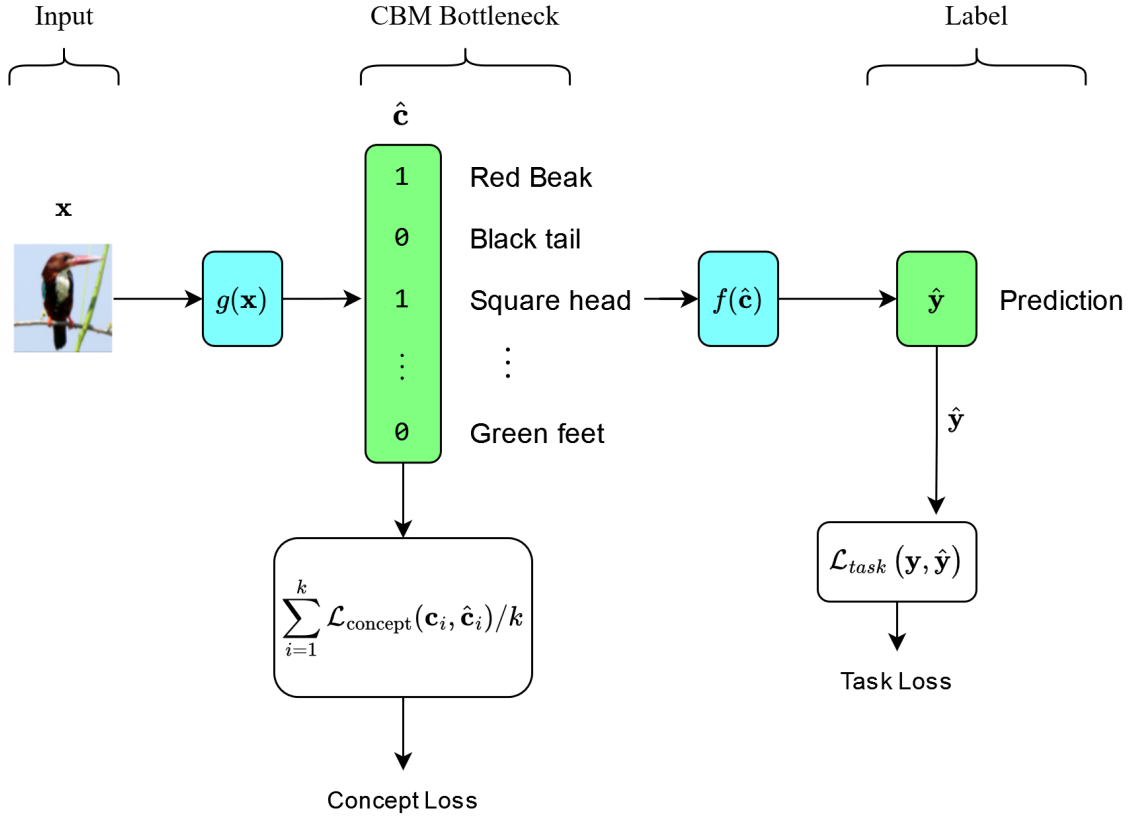 Input
CBM Bottleneck
Label
ĉ
x
1 Red Beak
0 Black tail
1 Square head
⋮ ⋮
0 Green feet
g(x)
f(ĉ)
ŷ
Prediction
ŷ
∑_{i=1}^{k} ℒ_concept(c_i, ĉ_i)/k
ℒ_task (y, ŷ)
Task Loss
Concept Loss